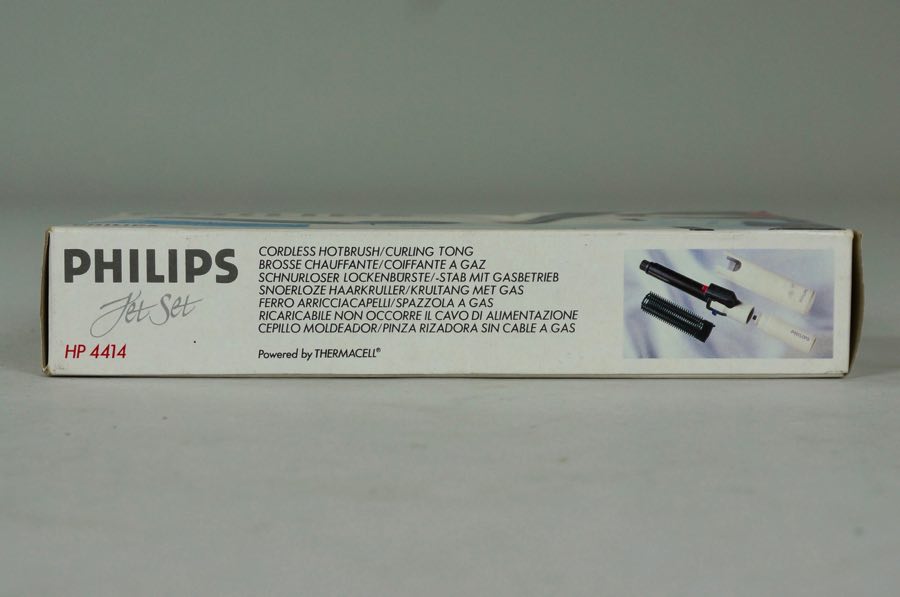 PHILIPS
Jet Set
HP 4414
CORDLESS HOTBRUSH/CURLING TONG
BROSSE CHAUFFANTE/COIFFANTE A GAZ
SCHNURLOSER LOCKENBÜRSTE/-STAB MIT GASBETRIEB
SNOERLOZE HAARKRULLER/KRULTANG MET GAS
FERRO ARRICCIACAPELLI/SPAZZOLA A GAS
RICARICABILE NON OCCORRE IL CAVO DI ALIMENTAZIONE
CEPILLO MOLDEADOR/PINZA RIZADORA SIN CABLE A GAS
Powered by THERMACELL®
PHILIPS